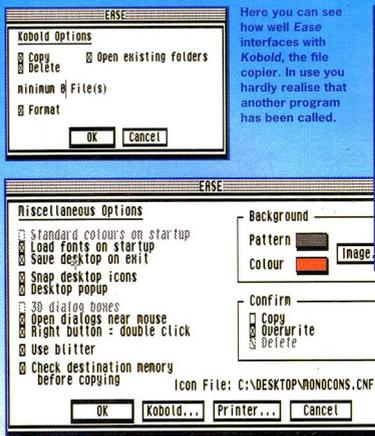 EASE
Kobold Options
Copy
Open existing folders
Delete
minimum 0 File(s)
Format
OK
Cancel
Here you can see
how well Ease
interfaces with
Kobold, the file
copier. In use you
hardly realise that
another program
has been called.
EASE
Miscellaneous Options
Standard colours on startup
Load fonts on startup
Save desktop on exit
Snap desktop icons
Desktop popup
3D dialog boxes
Open dialogs near mouse
Right button = double click
Use blitter
Check destination memory
before copying
Background
Pattern
Colour
Image.
Confirm
Copy
Overwrite
Delete
Icon File: C:\DESKTOP\MONOCONS.CNF
OK
Kobold...
Printer...
Cancel